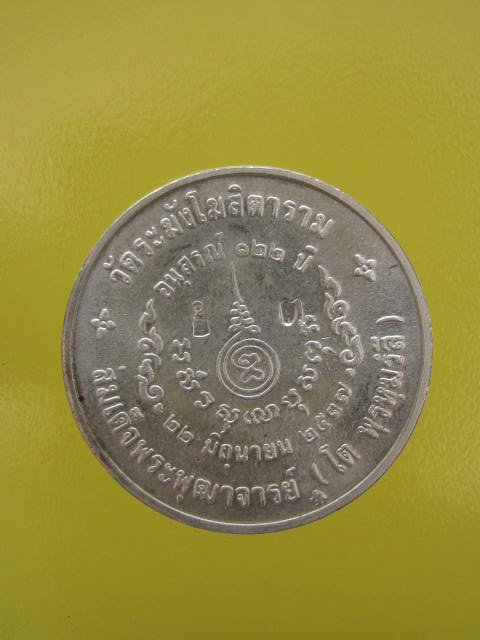 วัดระฆังโฆสิตาราม
อนุสรณ์ ๑๒๒ ปี
๒๒ มิถุนายน ๒๕๓๗
สมเด็จพระพุฒาจารย์ (โต พฺรหฺมรํสี)